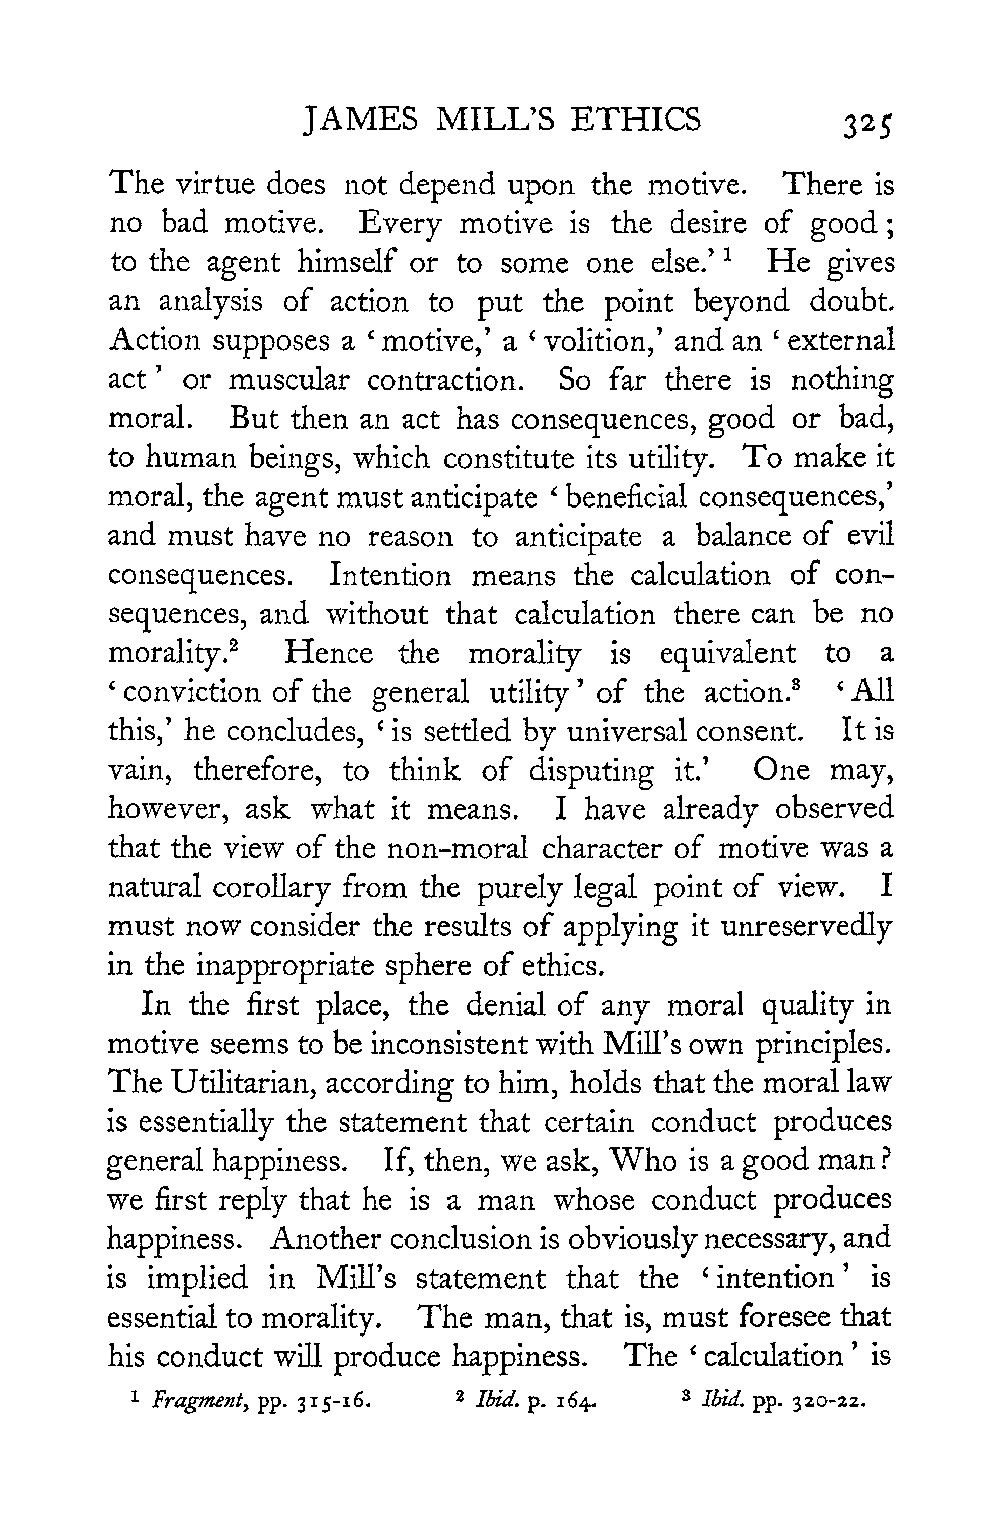 JAMES MILL'S ETHICS 325
The virtue does not depend upon the motive. There is
no bad motive. Every motive is the desire of good;
to the agent himself or to some one else.' ¹ He gives
an analysis of action to put the point beyond doubt.
Action supposes a ‘motive,’ a ‘volition,’ and an ‘external
act’ or muscular contraction. So far there is nothing
moral. But then an act has consequences, good or bad,
to human beings, which constitute its utility. To make it
moral, the agent must anticipate ‘beneficial consequences,’
and must have no reason to anticipate a balance of evil
consequences. Intention means the calculation of con-
sequences, and without that calculation there can be no
morality.² Hence the morality is equivalent to a
‘conviction of the general utility’ of the action.³ ‘All
this,’ he concludes, ‘is settled by universal consent. It is
vain, therefore, to think of disputing it.’ One may,
however, ask what it means. I have already observed
that the view of the non-moral character of motive was a
natural corollary from the purely legal point of view. I
must now consider the results of applying it unreservedly
in the inappropriate sphere of ethics.
In the first place, the denial of any moral quality in
motive seems to be inconsistent with Mill's own principles.
The Utilitarian, according to him, holds that the moral law
is essentially the statement that certain conduct produces
general happiness. If, then, we ask, Who is a good man?
we first reply that he is a man whose conduct produces
happiness. Another conclusion is obviously necessary, and
is implied in Mill's statement that the ‘intention’ is
essential to morality. The man, that is, must foresee that
his conduct will produce happiness. The ‘calculation’ is
¹ Fragment, pp. 315-16. ² Ibid. p. 164. ³ Ibid. pp. 320-22.